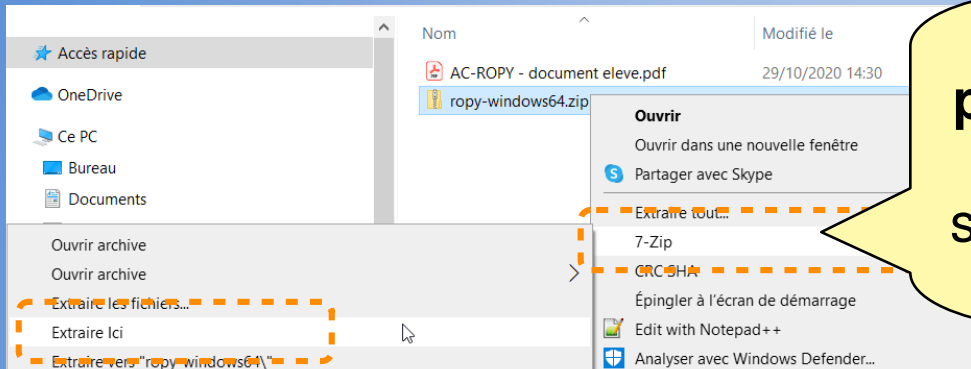 Nom
Modifié le
Accès rapide
AC-ROPY - document eleve.pdf
29/10/2020 14:30
OneDrive
ropy-windows64.zip
Ce PC
Bureau
Documents
Ouvrir
Ouvrir dans une nouvelle fenêtre
S
Partager avec Skype
Extraire tout...
7-Zip
CRC SHA
Épingler à l'écran de démarrage
Edit with Notepad++
Analyser avec Windows Defender...
Ouvrir archive
Ouvrir archive
Extraire les fichiers...
Extraire Ici
Extraire vers "ropy-windows64\"